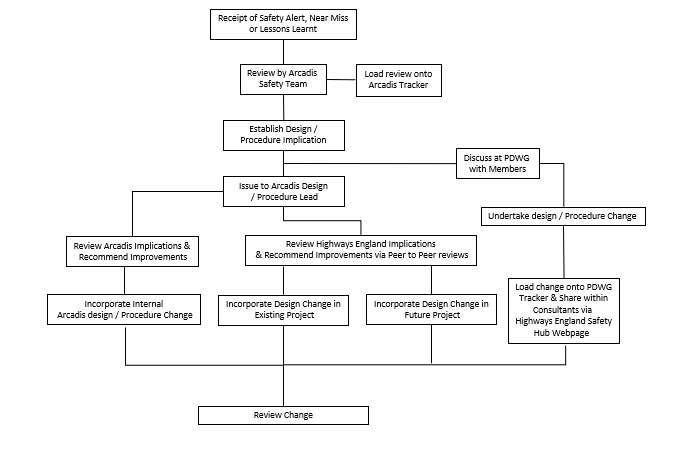 Receipt of Safety Alert, Near Miss
or Lessons Learnt
Review by Arcadis
Safety Team
Load review onto
Arcadis Tracker
Establish Design /
Procedure Implication
Discuss at PDWG
with Members
Issue to Arcadis Design
/ Procedure Lead
Undertake design / Procedure Change
Review Arcadis Implications &
Recommend Improvements
Review Highways England Implications
& Recommend Improvements via Peer to Peer reviews
Load change onto PDWG
Tracker & Share within
Consultants via
Highways England Safety
Hub Webpage
Incorporate Internal
Arcadis design / Procedure Change
Incorporate Design Change in
Existing Project
Incorporate Design Change in
Future Project
Review Change